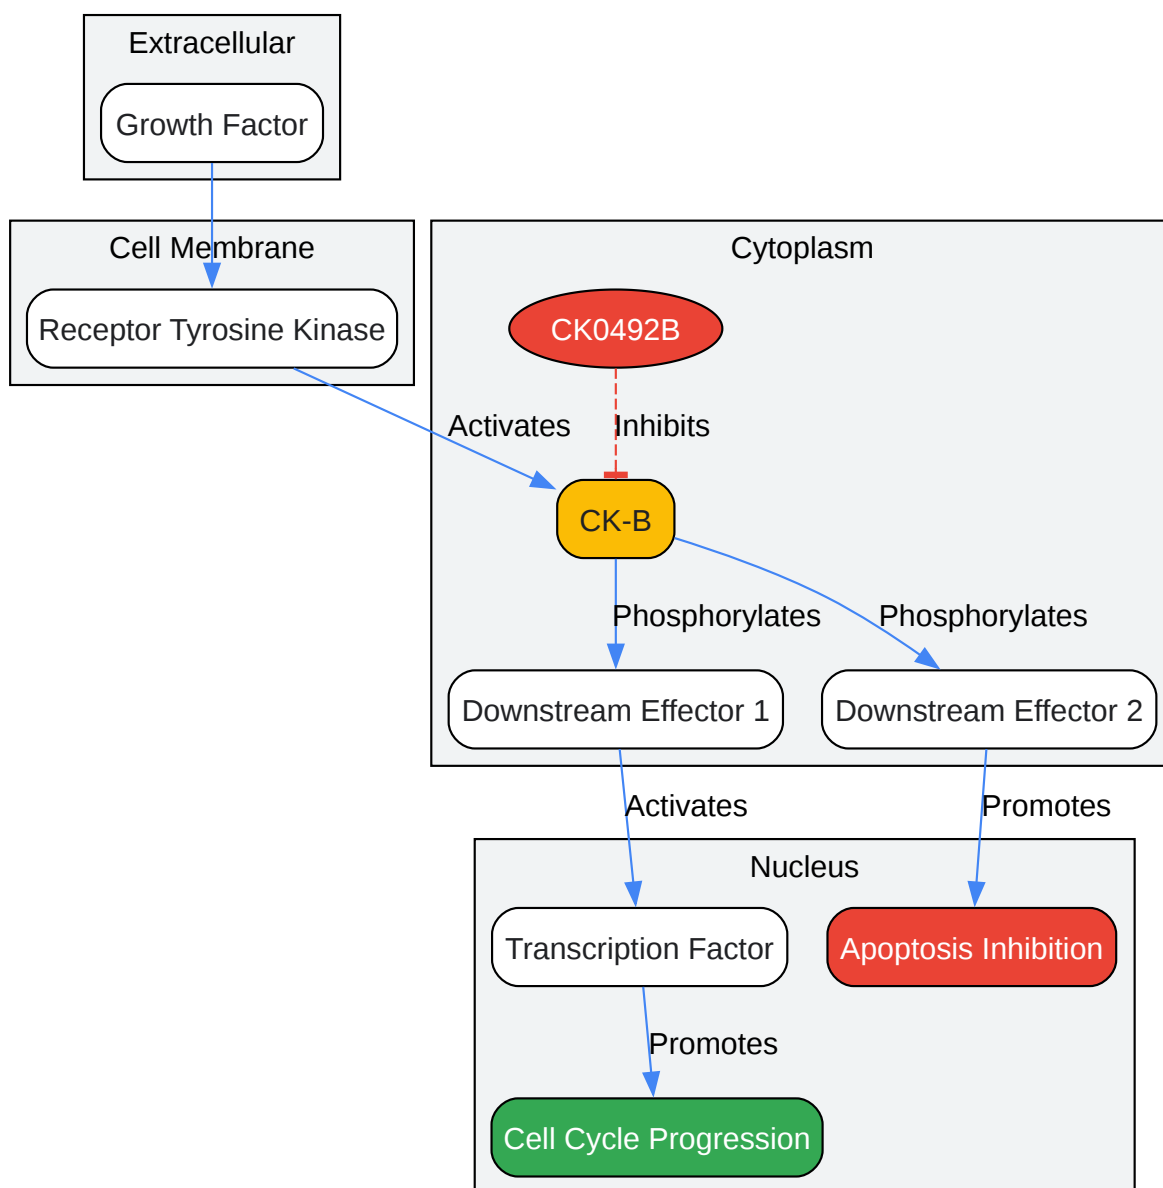 Extracellular
Growth Factor
Cell Membrane
Receptor Tyrosine Kinase
Cytoplasm
CK0492B
Activates
Inhibits
CK-B
Phosphorylates
Phosphorylates
Downstream Effector 1
Downstream Effector 2
Activates
Promotes
Nucleus
Transcription Factor
Apoptosis Inhibition
Promotes
Cell Cycle Progression